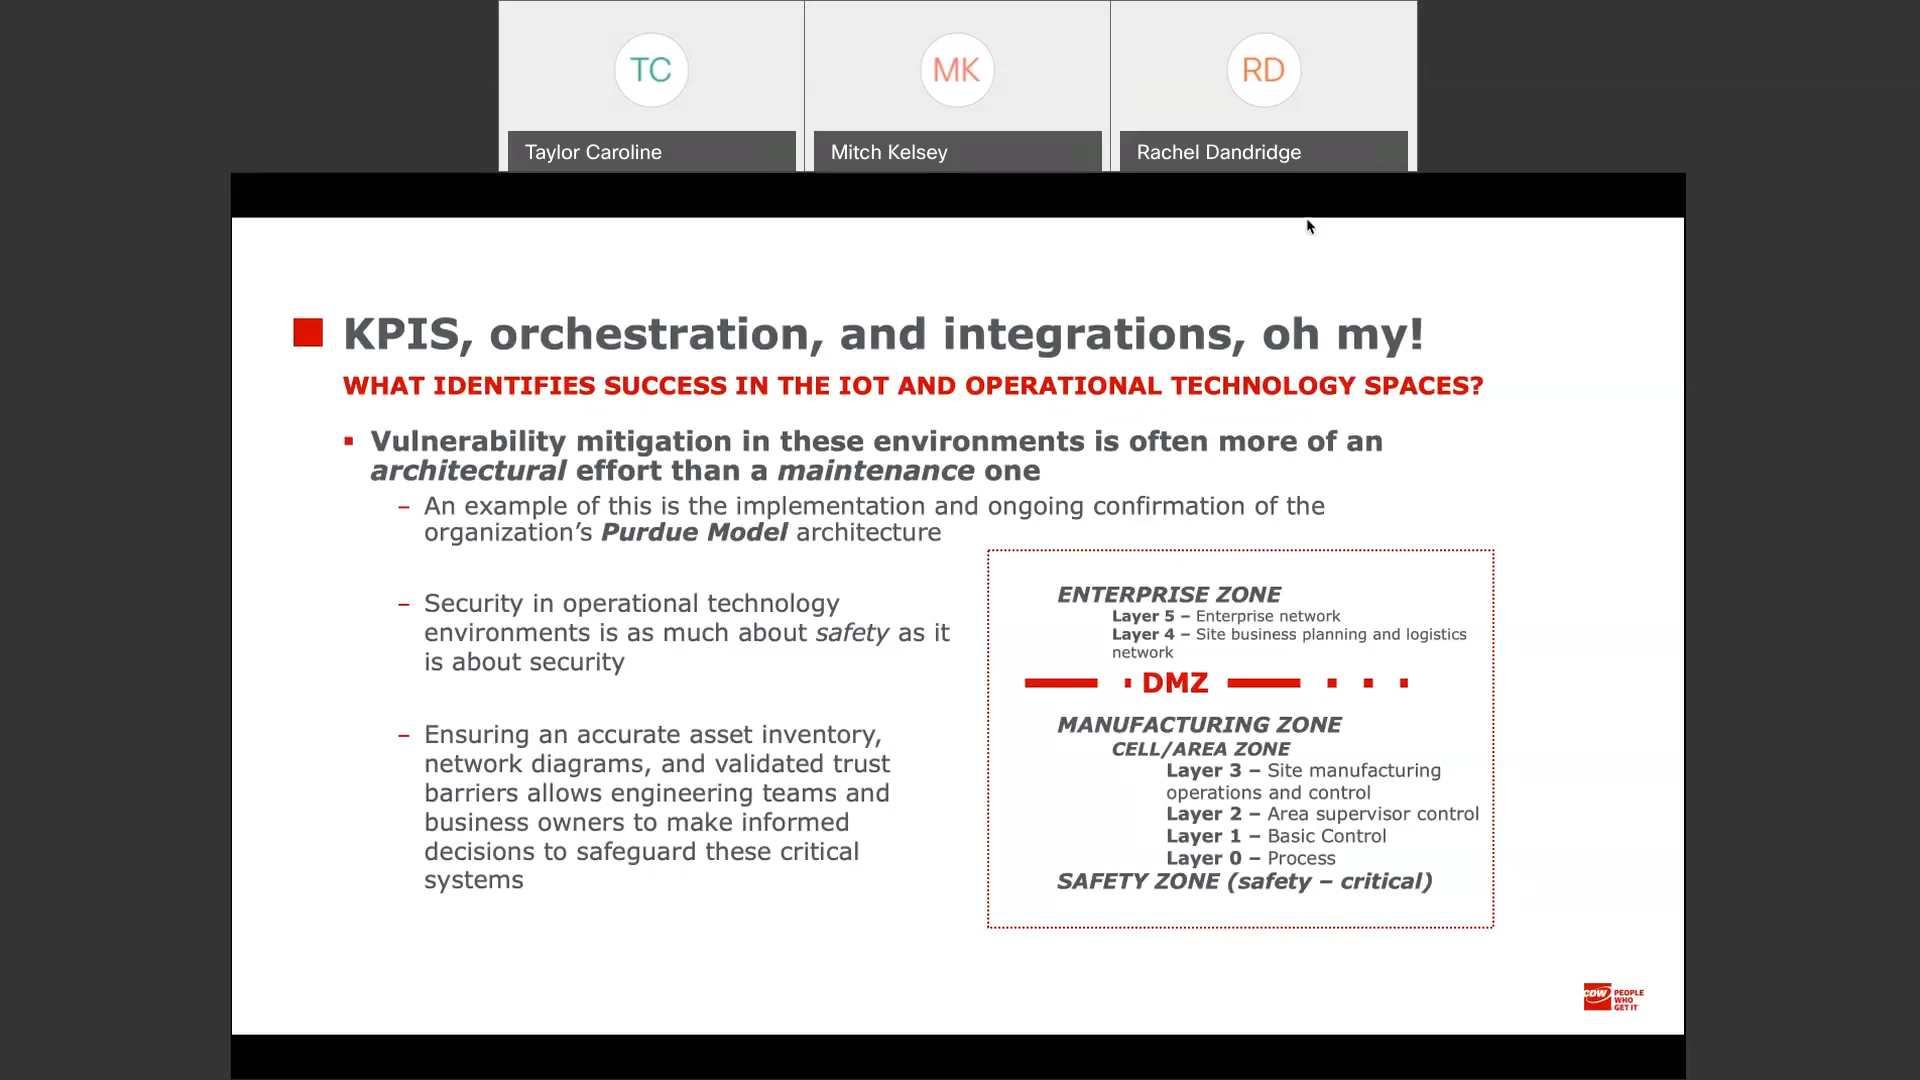 TC
MK
RD
Taylor Caroline
Mitch Kelsey
Rachel Dandridge
KPIS, orchestration, and integrations, oh my!
WHAT IDENTIFIES SUCCESS IN THE IOT AND OPERATIONAL TECHNOLOGY SPACES?
▪ Vulnerability mitigation in these environments is often more of an
architectural effort than a maintenance one
– An example of this is the implementation and ongoing confirmation of the
organization’s Purdue Model architecture
– Security in operational technology
environments is as much about safety as it
is about security
– Ensuring an accurate asset inventory,
network diagrams, and validated trust
barriers allows engineering teams and
business owners to make informed
decisions to safeguard these critical
systems
ENTERPRISE ZONE
Layer 5 – Enterprise network
Layer 4 – Site business planning and logistics
network
DMZ
MANUFACTURING ZONE
CELL/AREA ZONE
Layer 3 – Site manufacturing
operations and control
Layer 2 – Area supervisor control
Layer 1 – Basic Control
Layer 0 – Process
SAFETY ZONE (safety – critical)
CDW
PEOPLE
WHO
GET IT